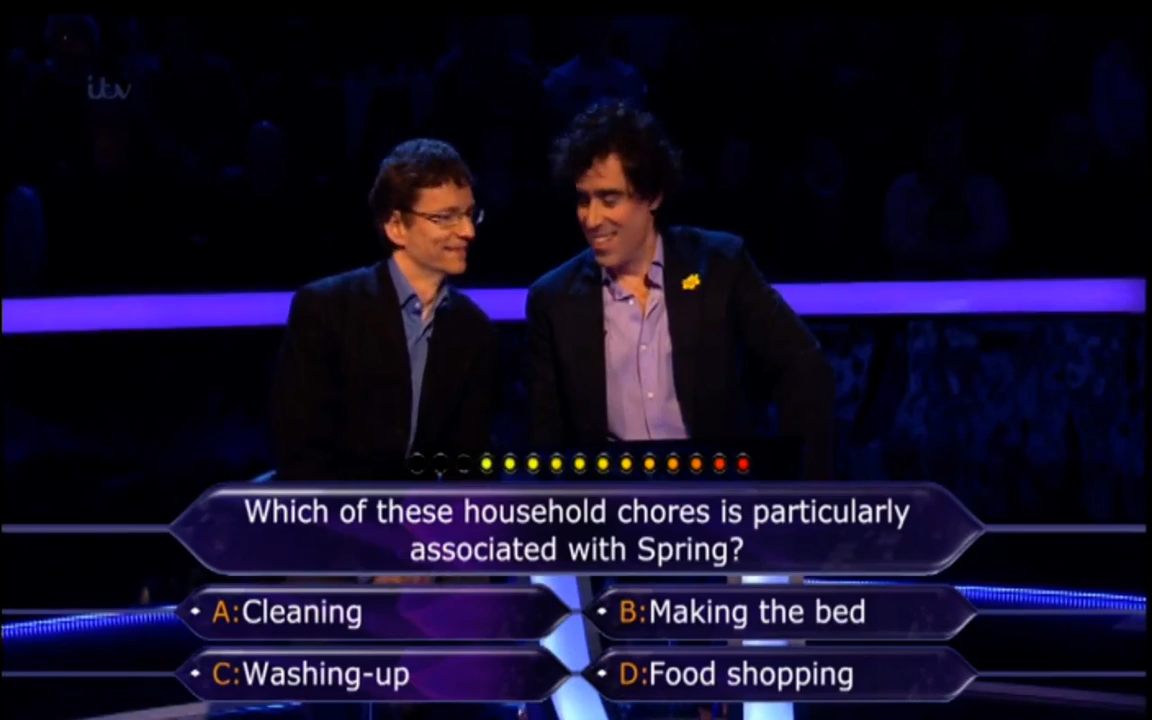 itv
Which of these household chores is particularly
associated with Spring?
A:Cleaning
B:Making the bed
C:Washing-up
D:Food shopping